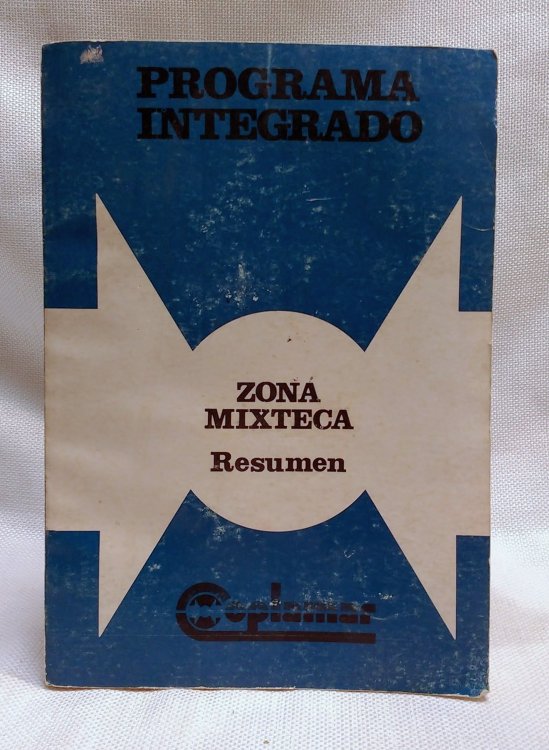 PROGRAMA
INTEGRADO
ZONA
MIXTECA
Resumen
Coplamar